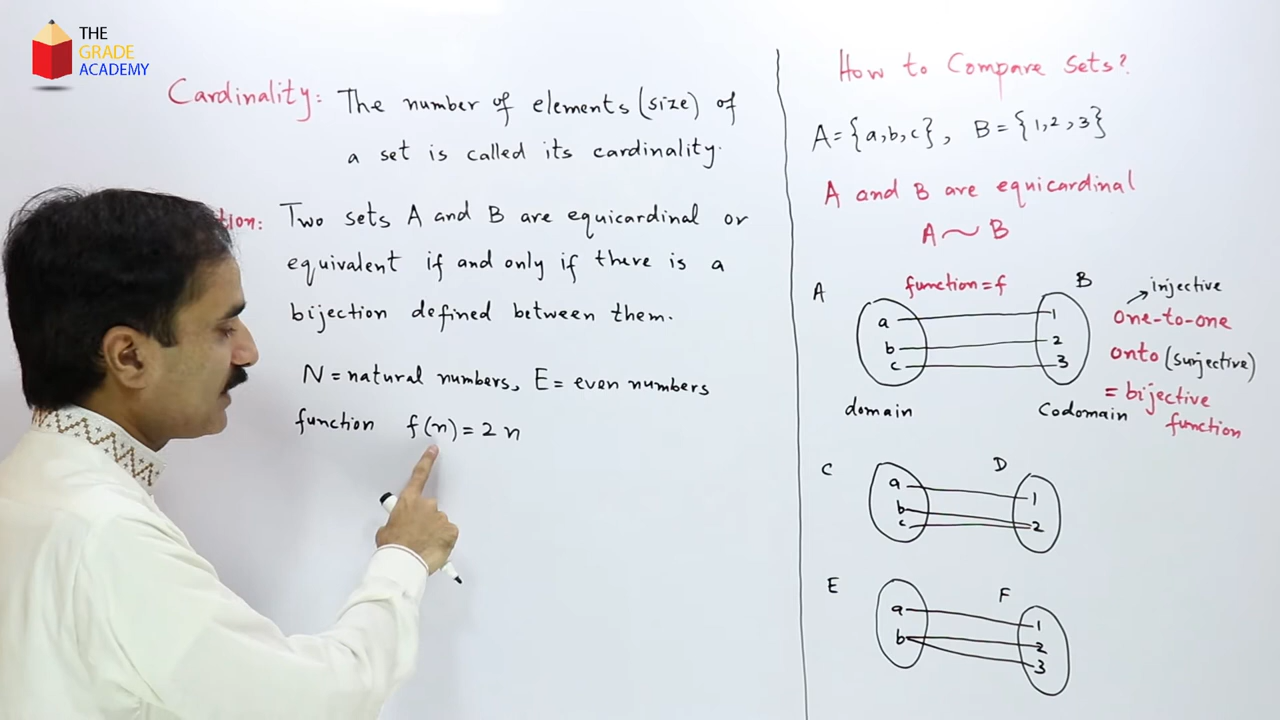 THE
GRADE
ACADEMY
Cardinality: The number of elements (size) of
a set is called its cardinality.
Two sets A and B are equicardinal or
equivalent if and only if there is a
bijection defined between them.
N = natural numbers, E = even numbers
function f(n) = 2 n
How to Compare Sets?
A = {a, b, c}, B = {1, 2, 3}
A and B are equicardinal
A ~ B
function = f
A B
a 1
b 2
c 3
domain Codomain
injective
one-to-one
onto (surjective)
= bijective
function
C D
a 1
b 2
c
E F
a 1
b 2
3